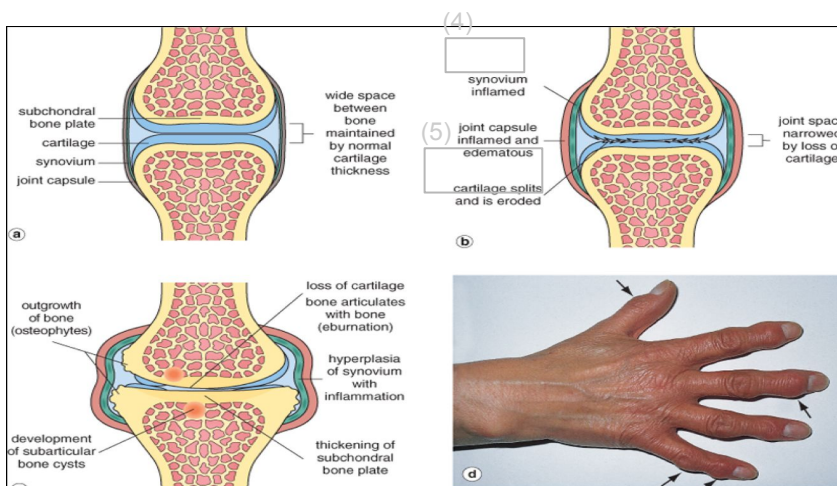 subchondral
bone plate
cartilage
synovium
joint capsule
wide space
between
bone
maintained
by normal
cartilage
thickness
a
(4)
synovium
inflamed
(5)
joint capsule
inflamed and
edematous
cartilage splits
and is eroded
joint space
narrowed
by loss of
cartilage
b
outgrowth
of bone
(osteophytes)
development
of subarticular
bone cysts
loss of cartilage
bone articulates
with bone
(eburnation)
hyperplasia
of synovium
with
inflammation
thickening of
subchondral
bone plate
d